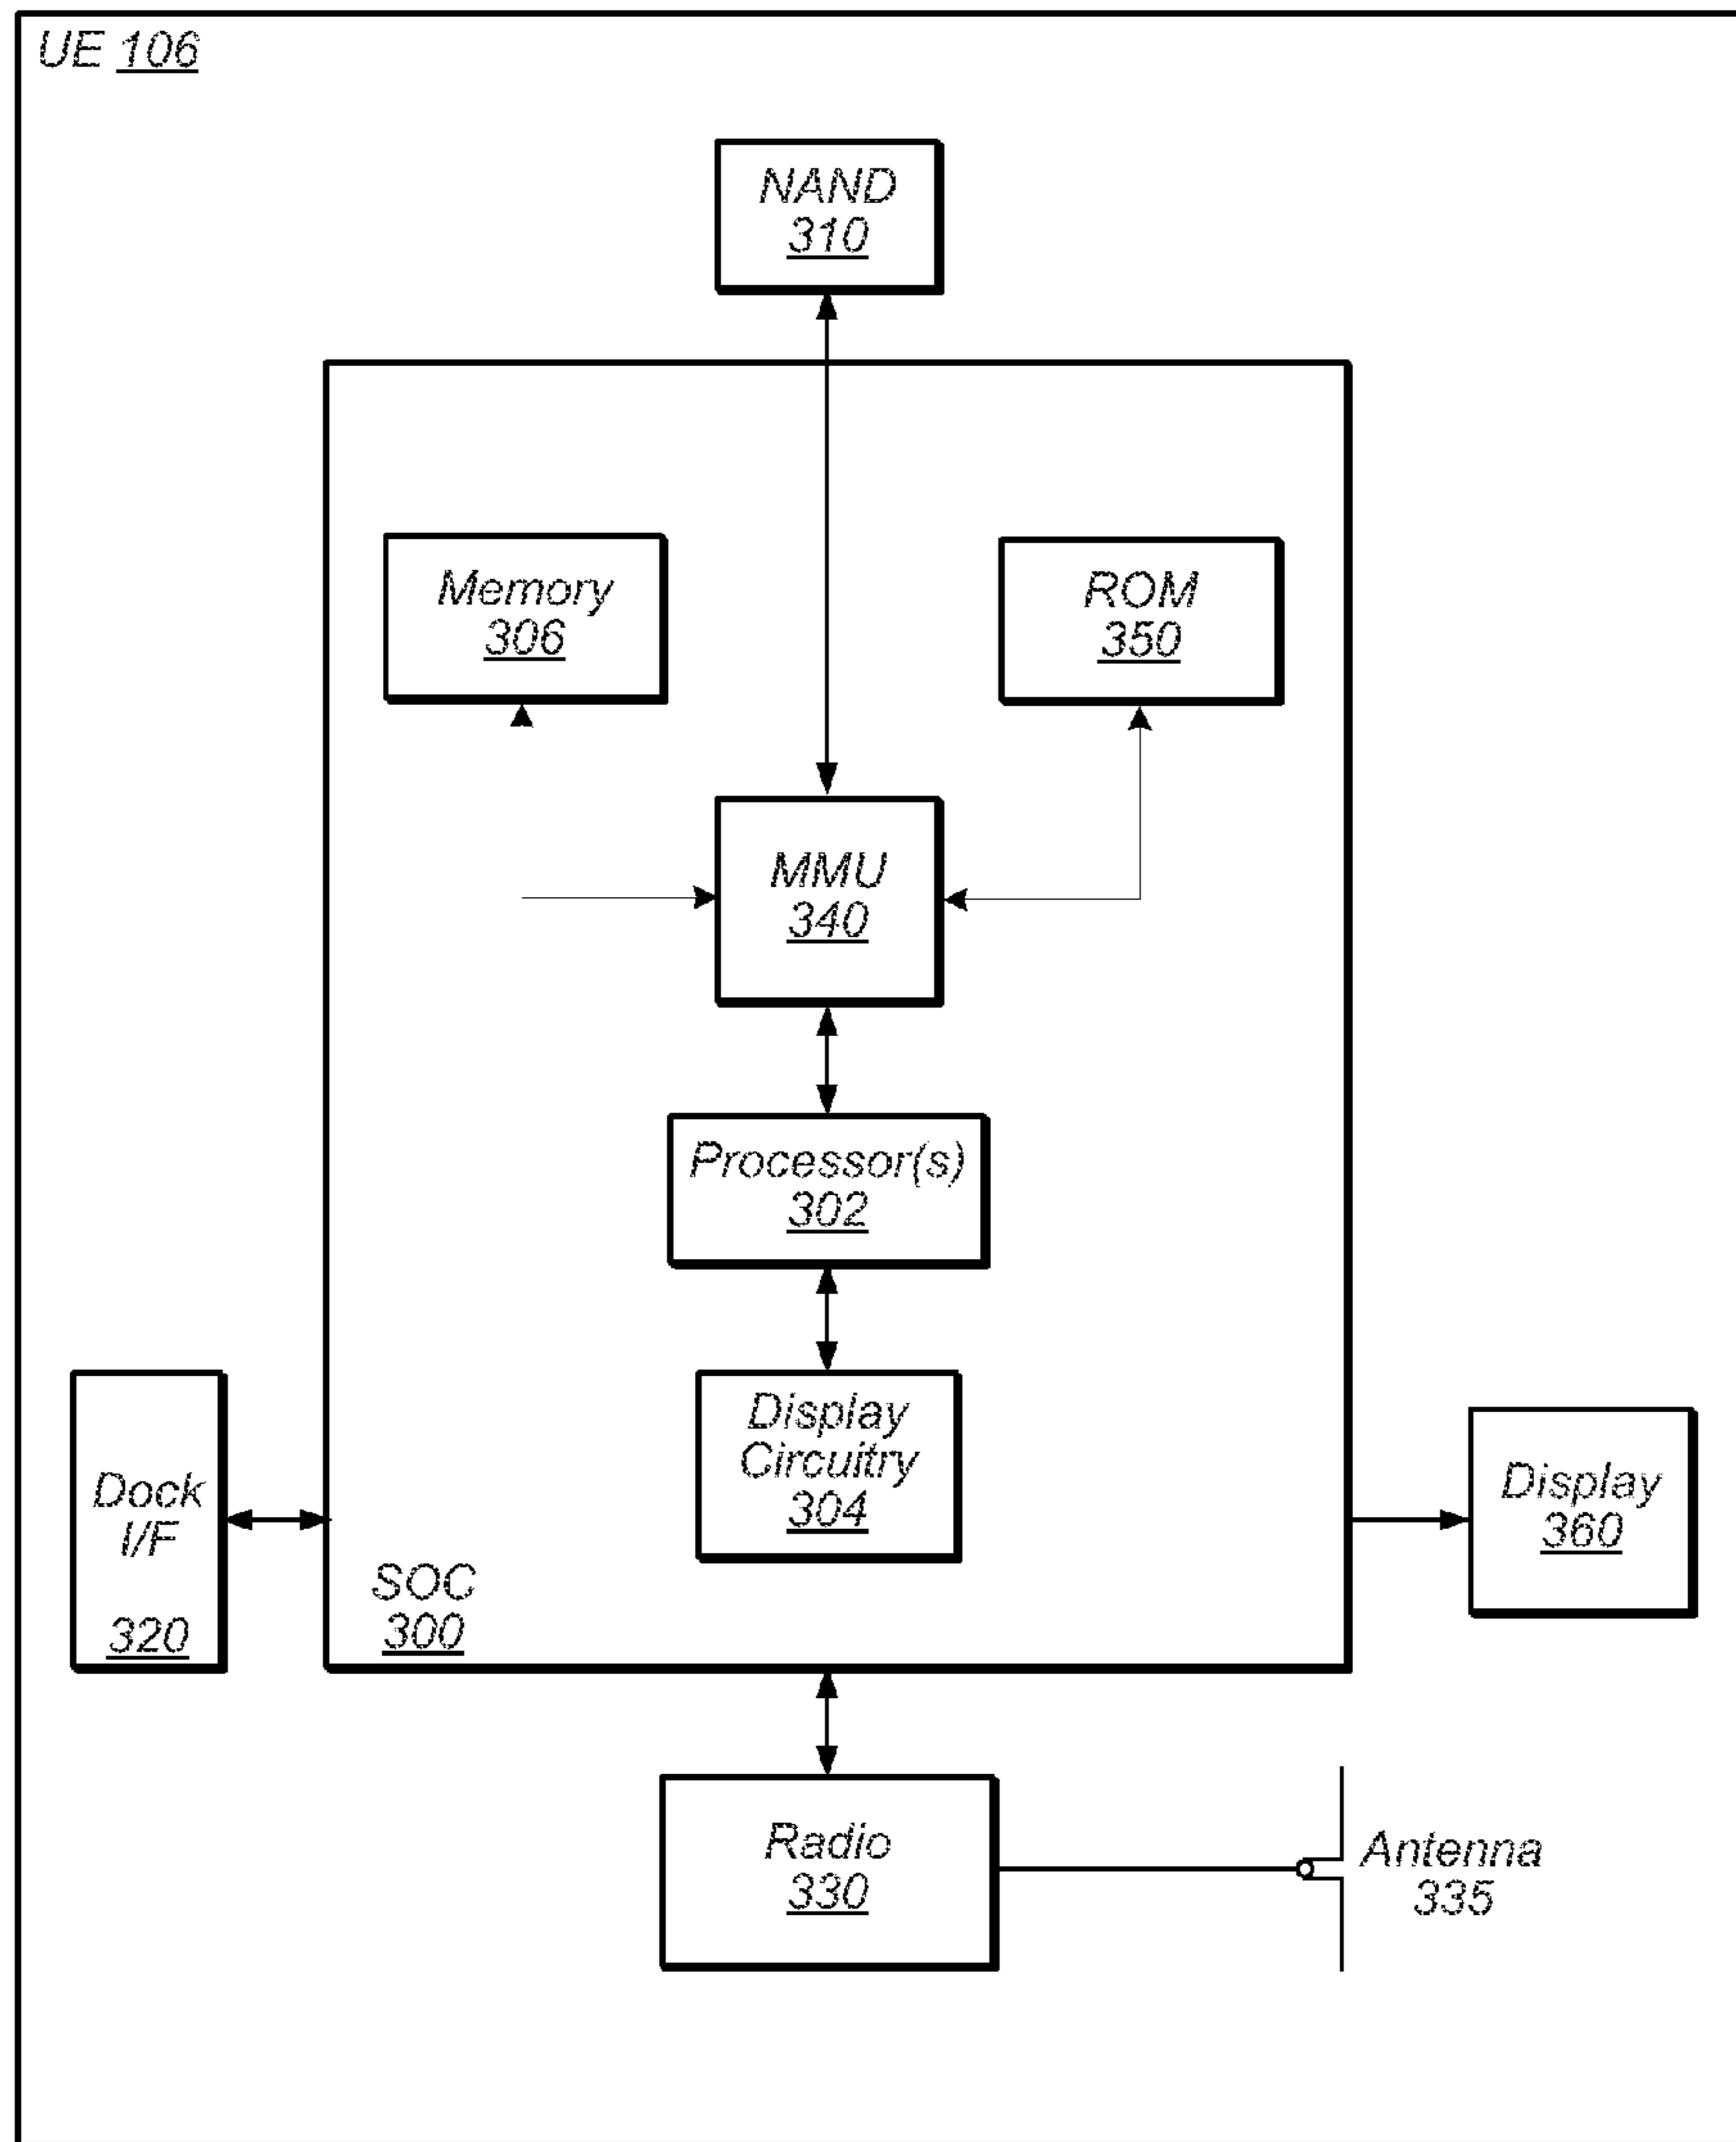 UE 106
NAND
310
Memory
306
ROM
350
MMU
340
Processor(s)
302
Display
Circuitry
304
Dock
I/F
320
SOC
300
Display
360
Radio
330
Antenna
335